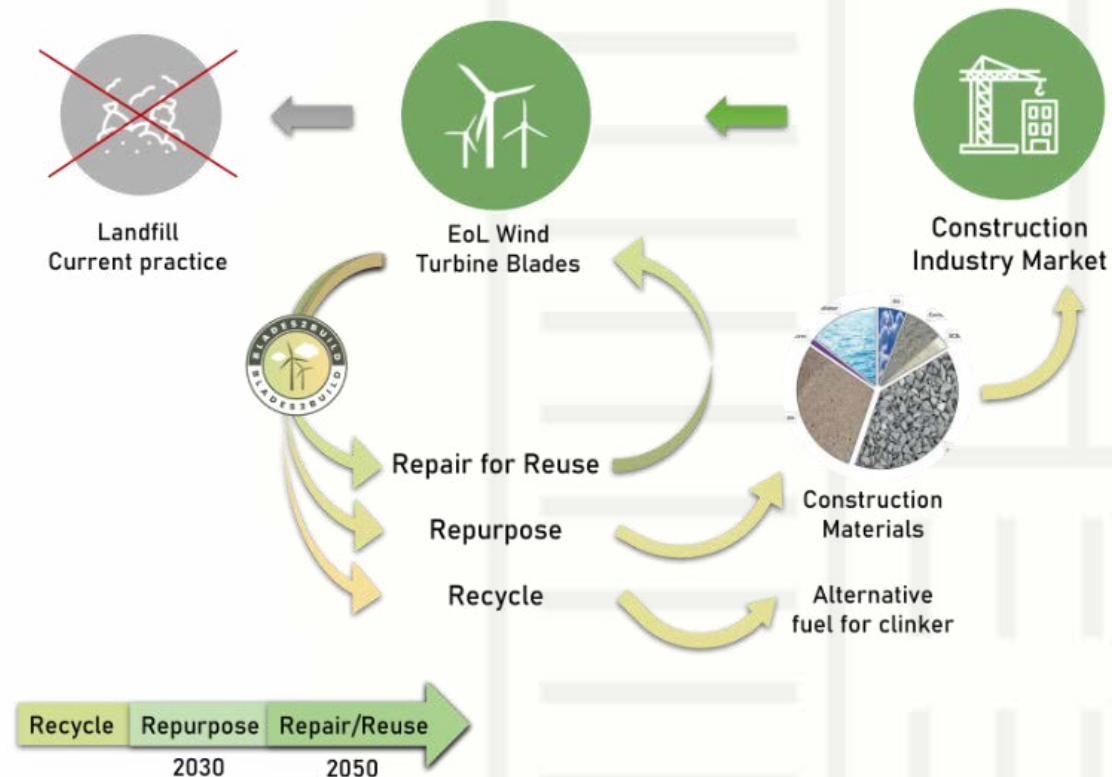 Landfill
Current practice
EoL Wind
Turbine Blades
Construction
Industry Market
BLADES2BUILD
BLADES2BUILD
Repair for Reuse
Repurpose
Recycle
Construction
Materials
Alternative
fuel for clinker
Recycle
Repurpose
Repair/Reuse
2030
2050